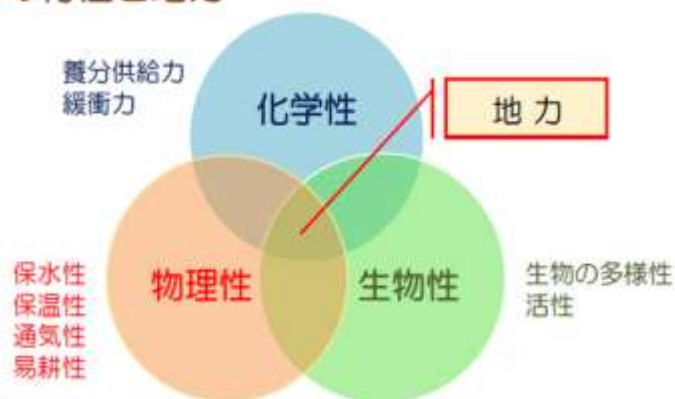 養分供給力
緩衝力
化学性
地力
物理性
生物性
保水性
保温性
通気性
易耕性
生物の多様性
活性